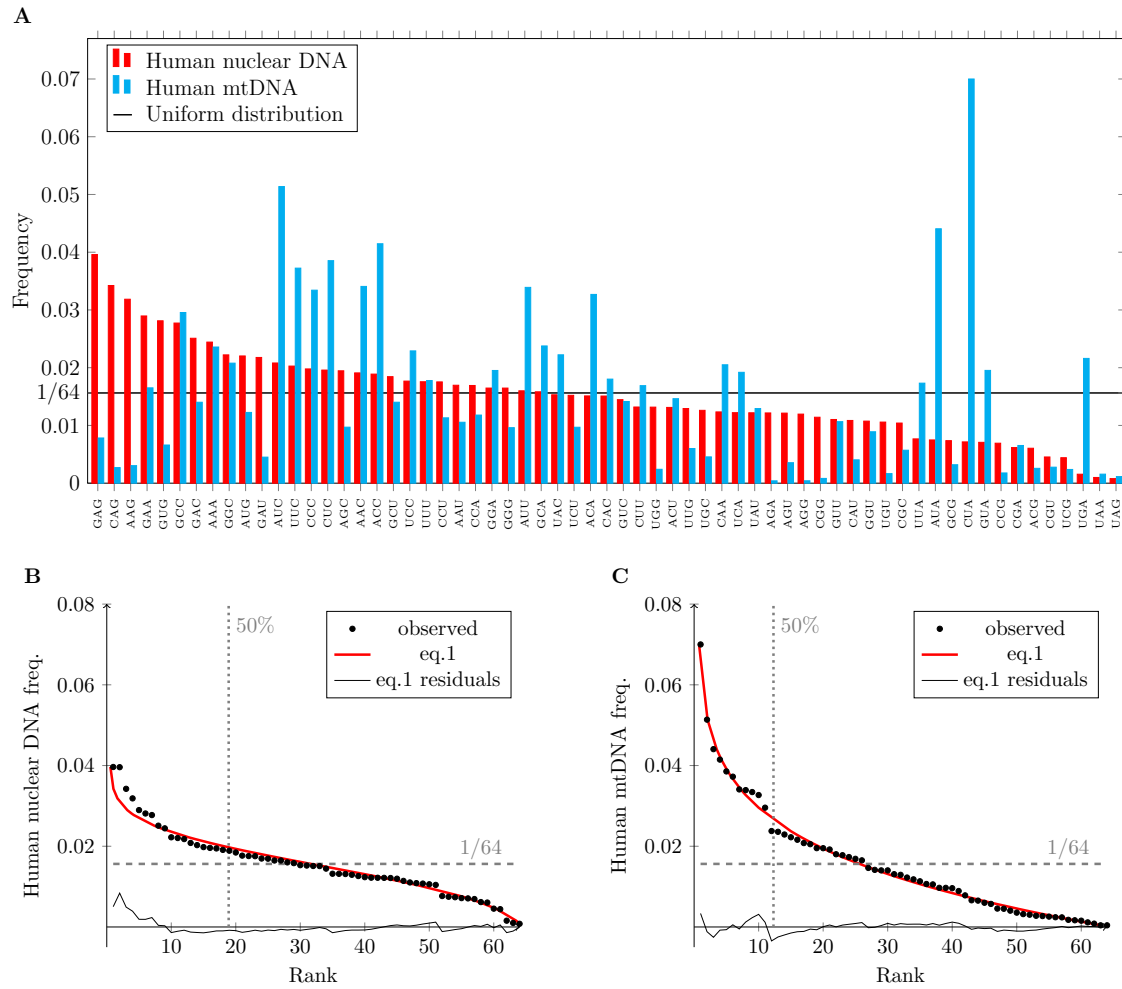 A
Human nuclear DNA
Human mtDNA
Uniform distribution
Frequency
0.07
0.06
0.05
0.04
0.03
0.02
1/64
0.01
0
GAG CAG AAG GAA GUG GCC GAC AAA GGC AUG GAU AUC UUC CCC CUC AGC AAC ACC GCU UCC UUU CCU AAU CCA GGA GGG AUU GCA UAC UCU ACA CAC GUC CUU UGG ACU UUG UGC CAA UCA UAU AGA AGU AGG CGG GUU CAU GGU UGU CGC UUA AUA GCG CUA GUA CCG CGA ACG CGU UCG UGA UAA UAG
B
Human nuclear DNA freq.
0.08
0.06
0.04
0.02
50%
observed
eq.1
eq.1 residuals
1/64
10 20 30 40 50 60
Rank
C
Human mtDNA freq.
0.08
0.06
0.04
0.02
50%
observed
eq.1
eq.1 residuals
1/64
10 20 30 40 50 60
Rank